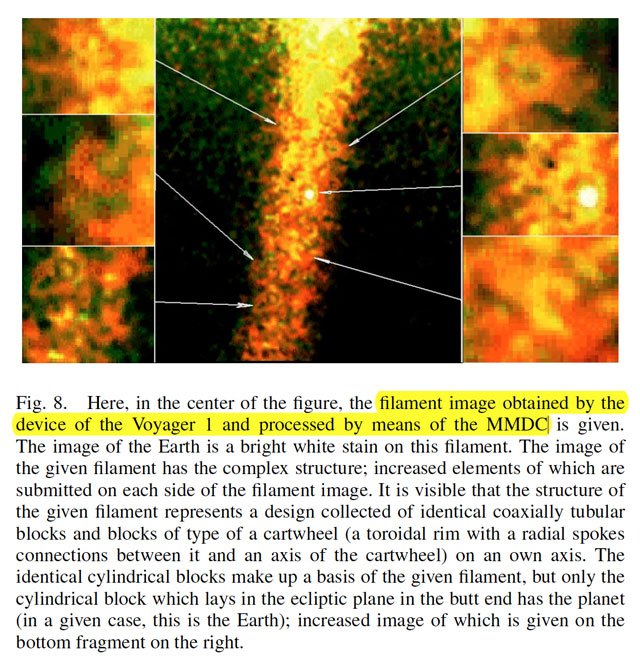 Fig. 8. Here, in the center of the figure, the filament image obtained by the
device of the Voyager 1 and processed by means of the MMDC is given.
The image of the Earth is a bright white stain on this filament. The image of
the given filament has the complex structure; increased elements of which are
submitted on each side of the filament image. It is visible that the structure of
the given filament represents a design collected of identical coaxially tubular
blocks and blocks of type of a cartwheel (a toroidal rim with a radial spokes
connections between it and an axis of the cartwheel) on an own axis. The
identical cylindrical blocks make up a basis of the given filament, but only the
cylindrical block which lays in the ecliptic plane in the butt end has the planet
(in a given case, this is the Earth); increased image of which is given on the
bottom fragment on the right.